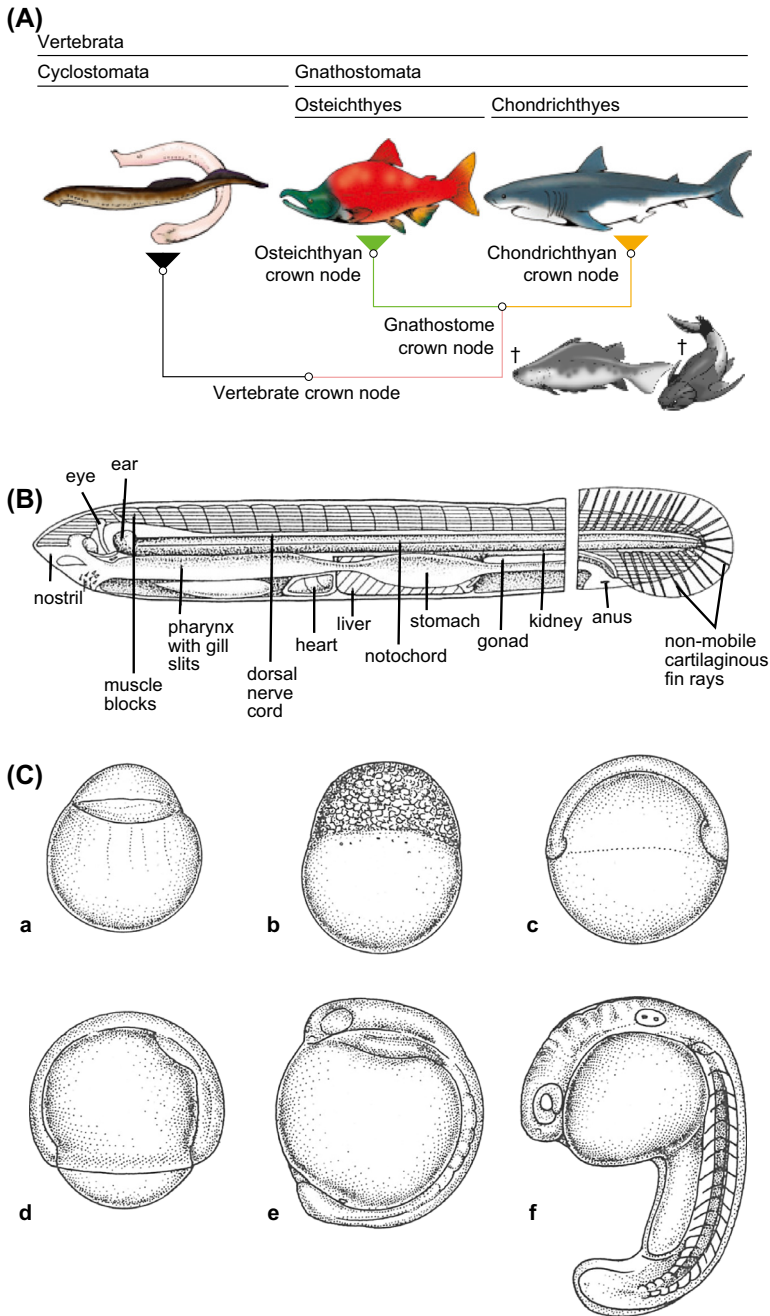 (A)
Vertebrata
Cyclostomata
Gnathostomata
Osteichthyes
Chondrichthyes
Osteichthyan
crown node
Chondrichthyan
crown node
Gnathostome
crown node
†
†
Vertebrate crown node
(B)
eye
ear
nostril
pharynx
with gill
slits
muscle
blocks
dorsal
nerve
cord
heart
liver
notochord
stomach
gonad
kidney
anus
non-mobile
cartilaginous
fin rays
(C)
a
b
c
d
e
f